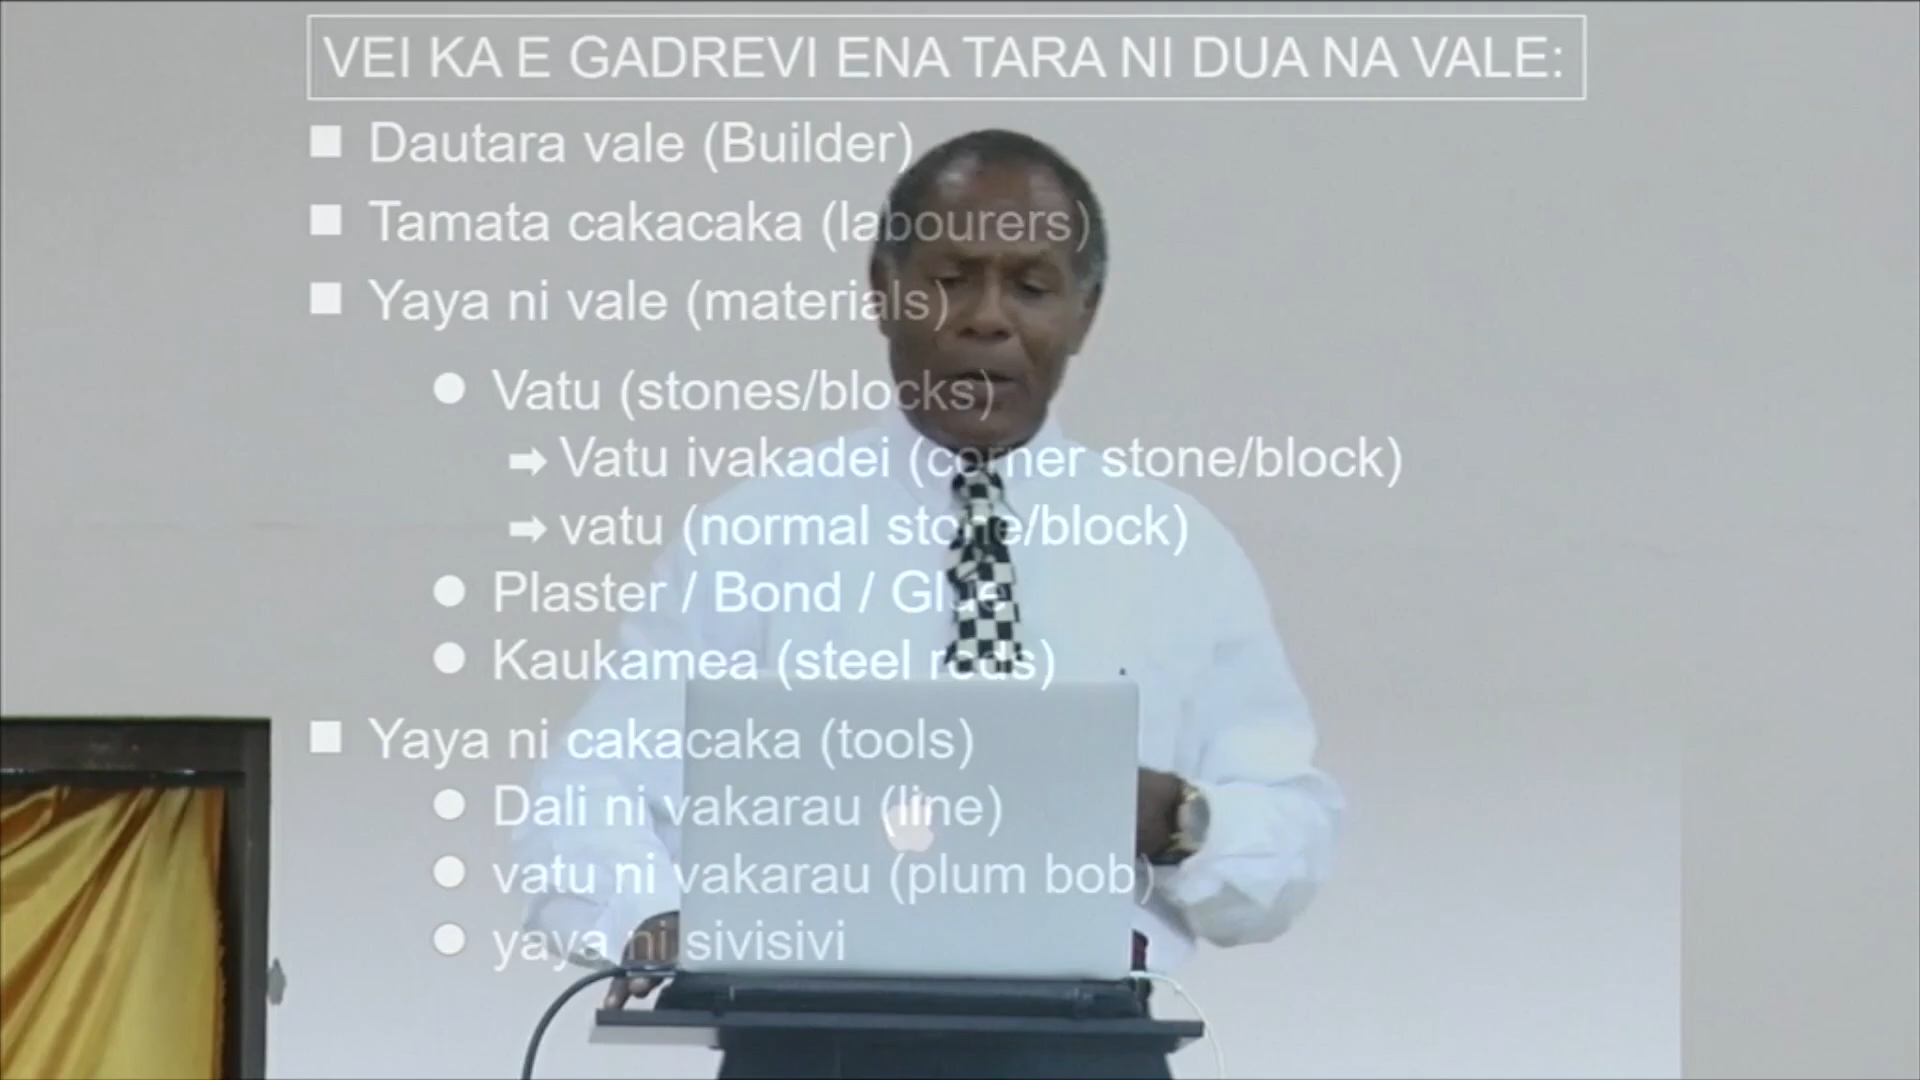 VEI KA E GADREVI ENA TARA NI DUA NA VALE:
Dautara vale (Builder)
Tamata cakacaka (labourers)
Yaya ni vale (materials)
Vatu (stones/blocks)
➡ Vatu ivakadei (corner stone/block)
➡ vatu (normal stone/block)
Plaster / Bond / Glue
Kaukamea (steel rods)
Yaya ni cakacaka (tools)
Dali ni vakarau (line)
vatu ni vakarau (plum bob)
yaya ni sivisivi